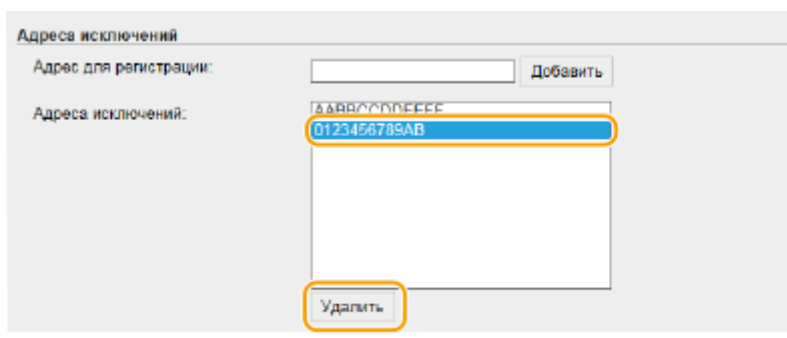 Адреса исключений
Адрес для регистрации:
Добавить
Адреса исключений:
AABBCCDDEEFF
0123456789AB
Удалить